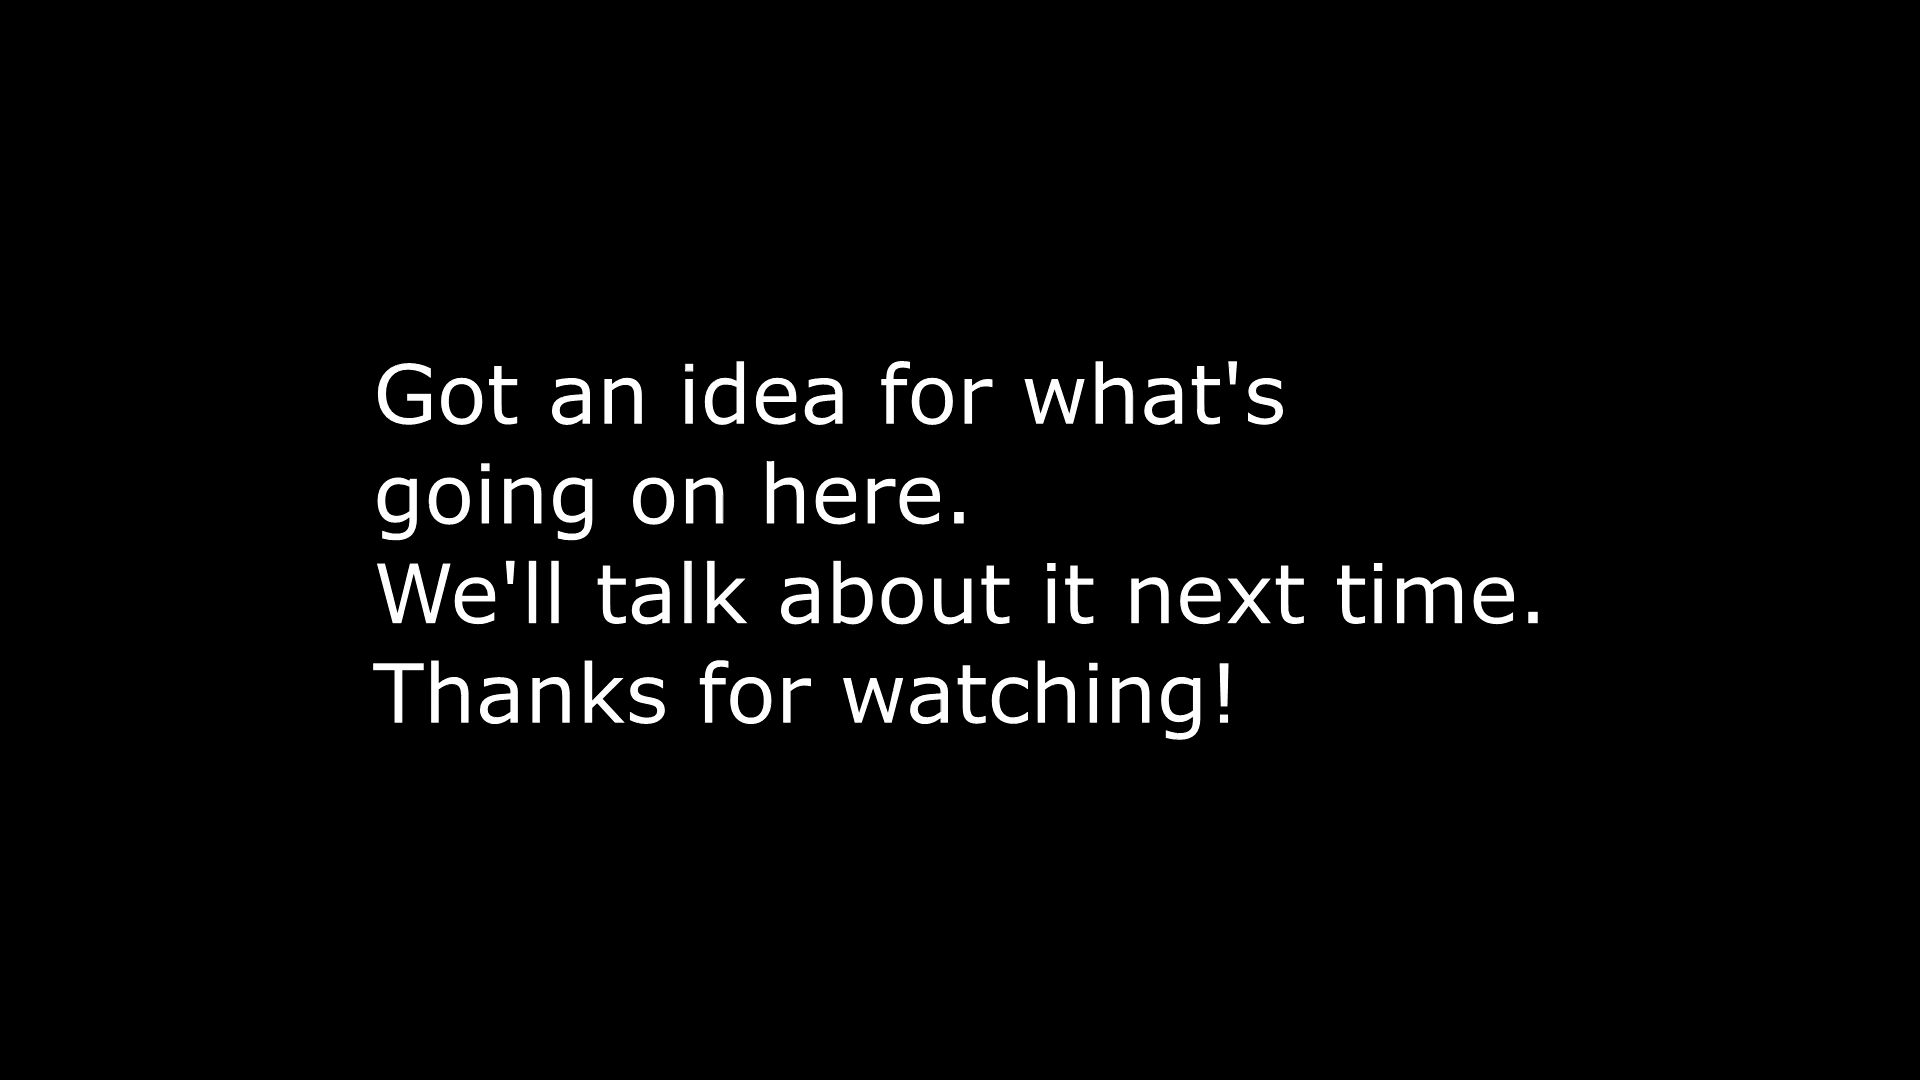 Got an idea for what's
going on here.
We'll talk about it next time.
Thanks for watching!